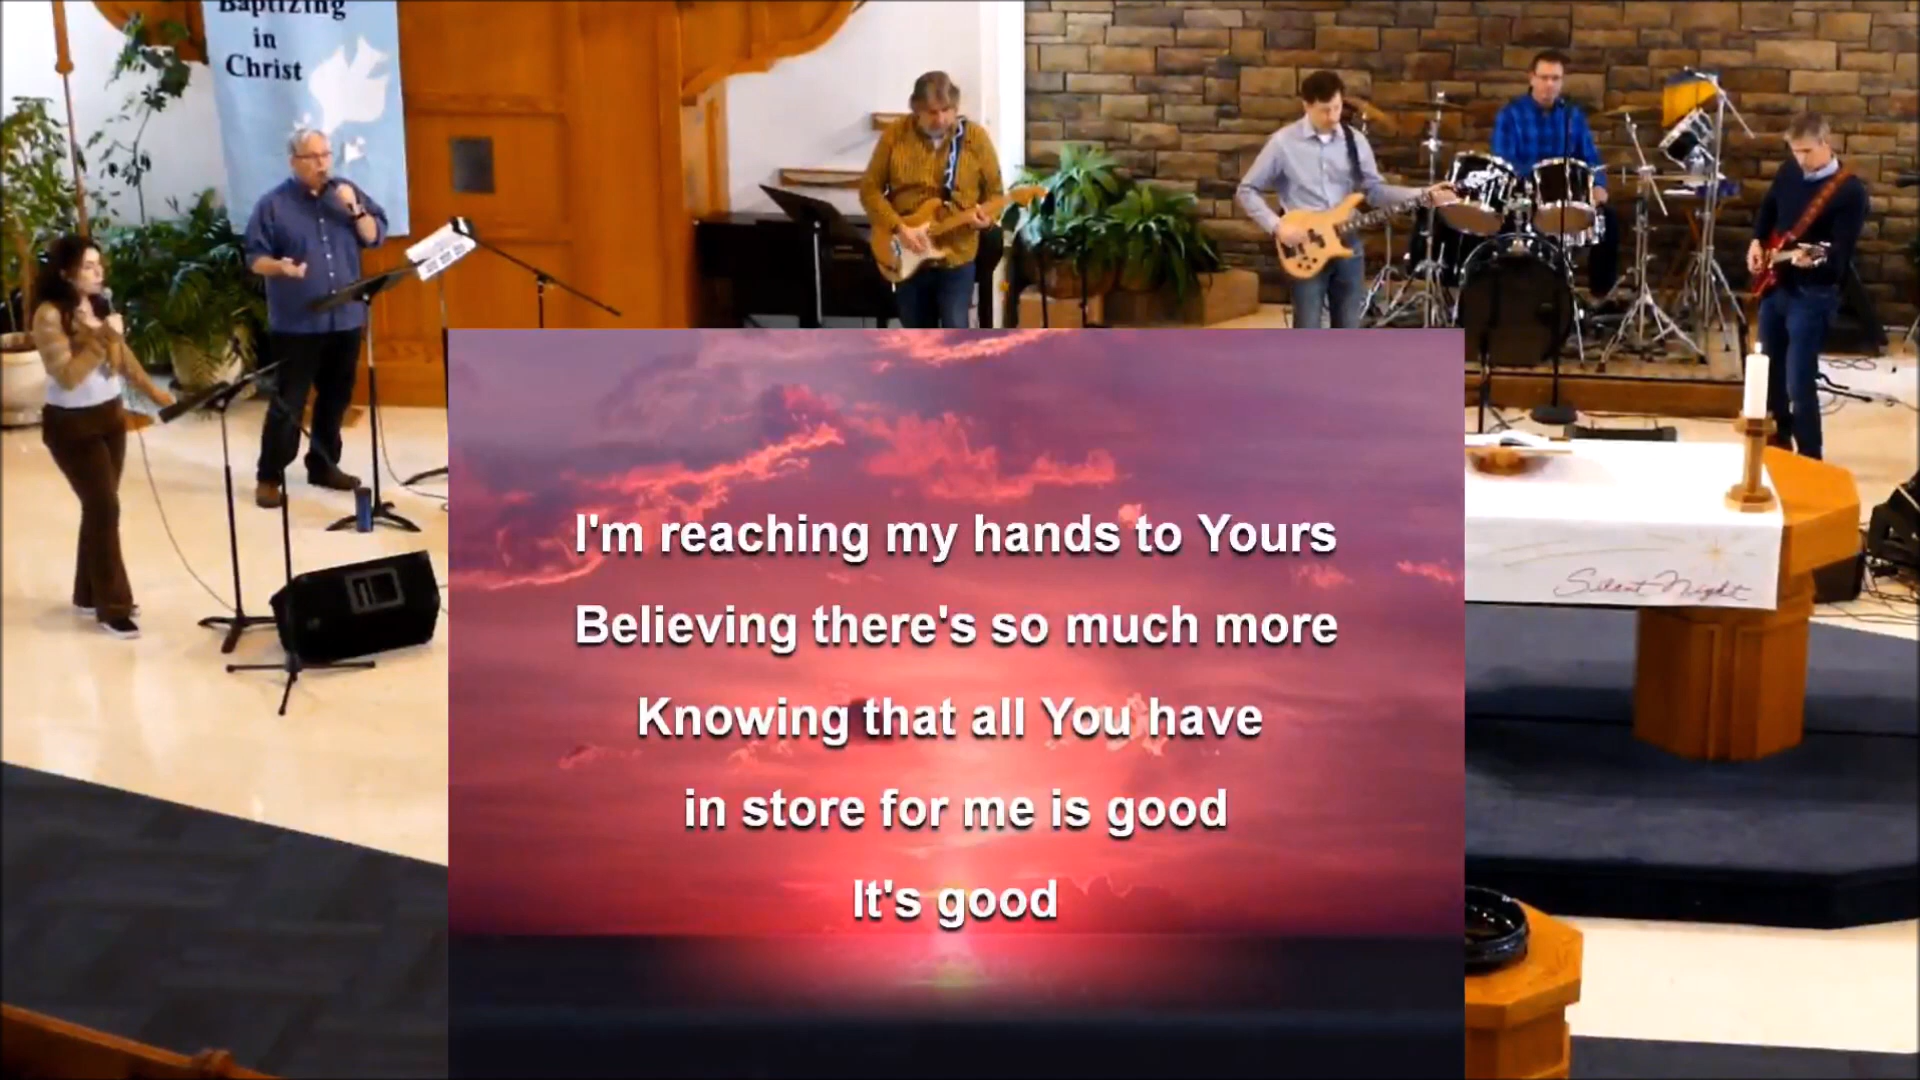 Baptizing
in
Christ
I'm reaching my hands to Yours
Believing there's so much more
Knowing that all You have
in store for me is good
It's good
Silent Night